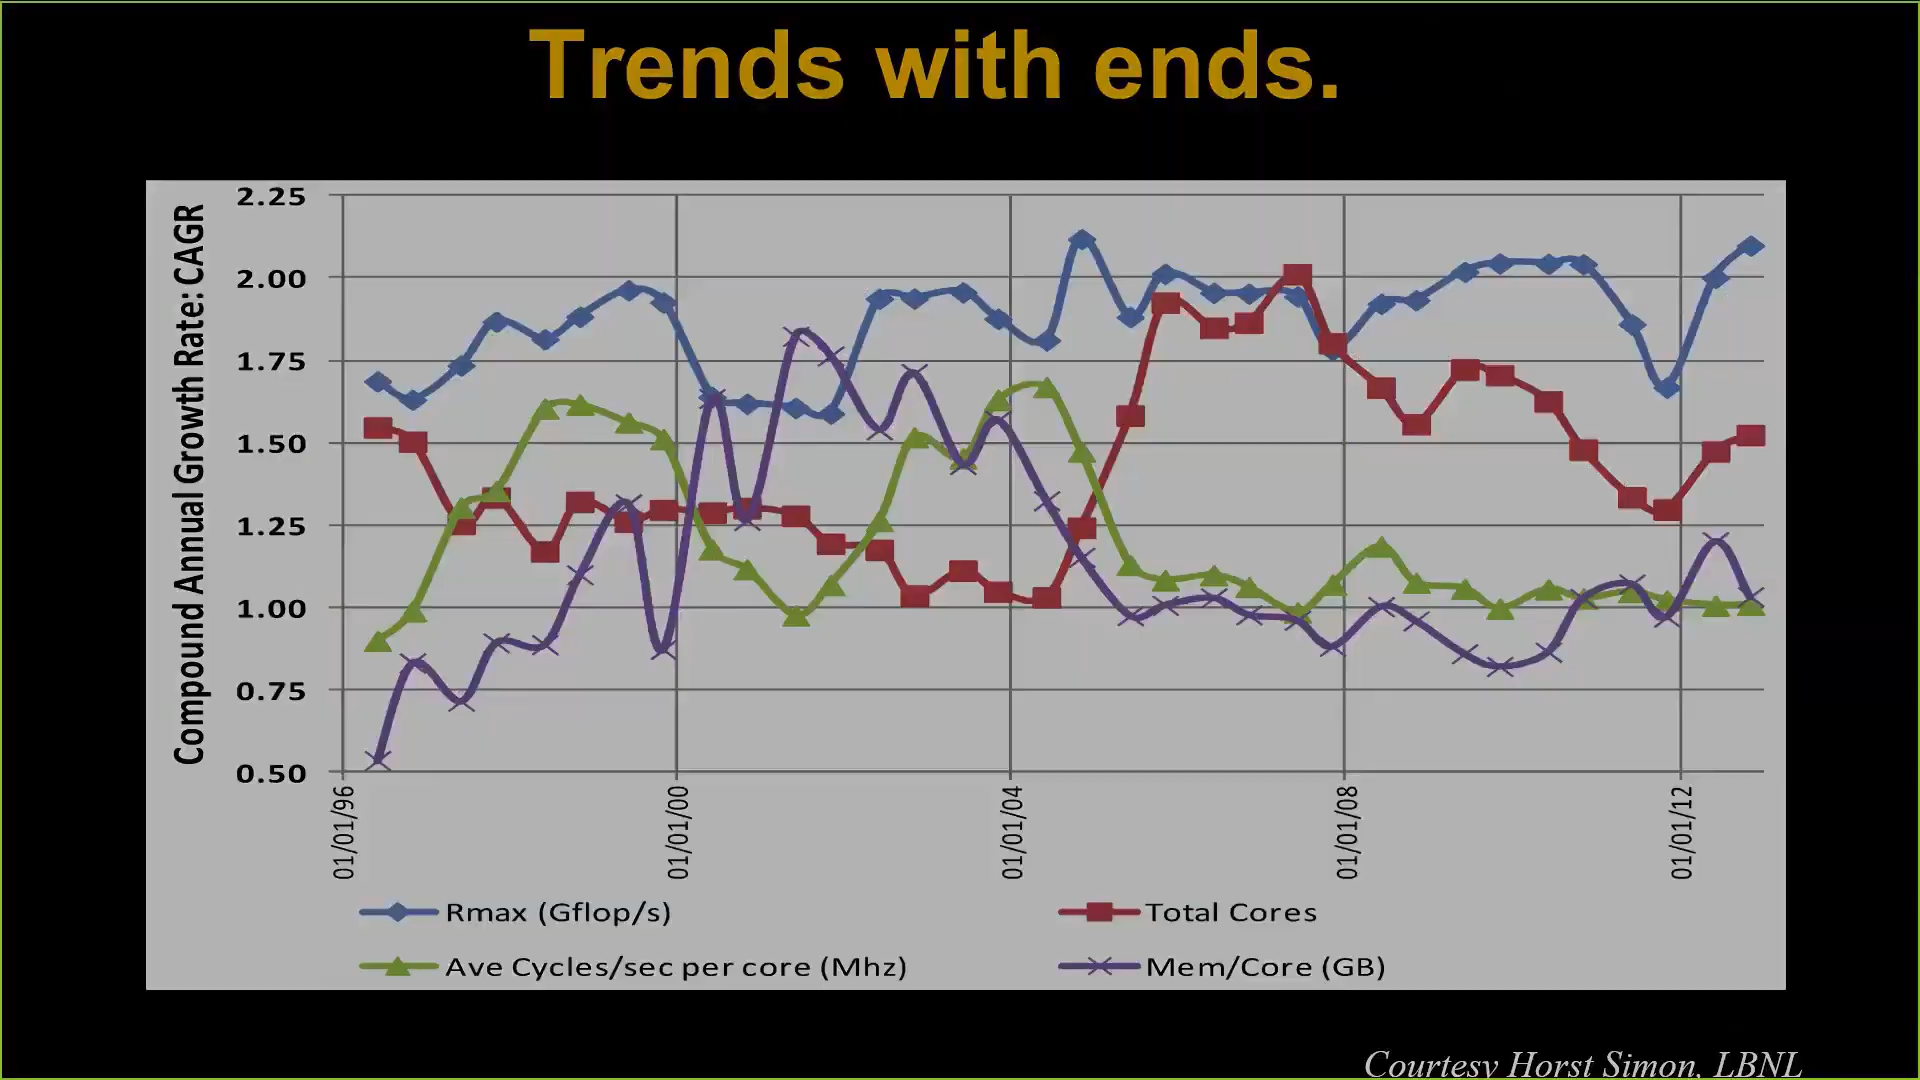 Trends with ends.
Compound Annual Growth Rate: CAGR
2.25
2.00
1.75
1.50
1.25
1.00
0.75
0.50
01/01/96
01/01/00
01/01/04
01/01/08
01/01/12
Rmax (Gflop/s)
Total Cores
Ave Cycles/sec per core (Mhz)
Mem/Core (GB)
Courtesy Horst Simon, LBNL